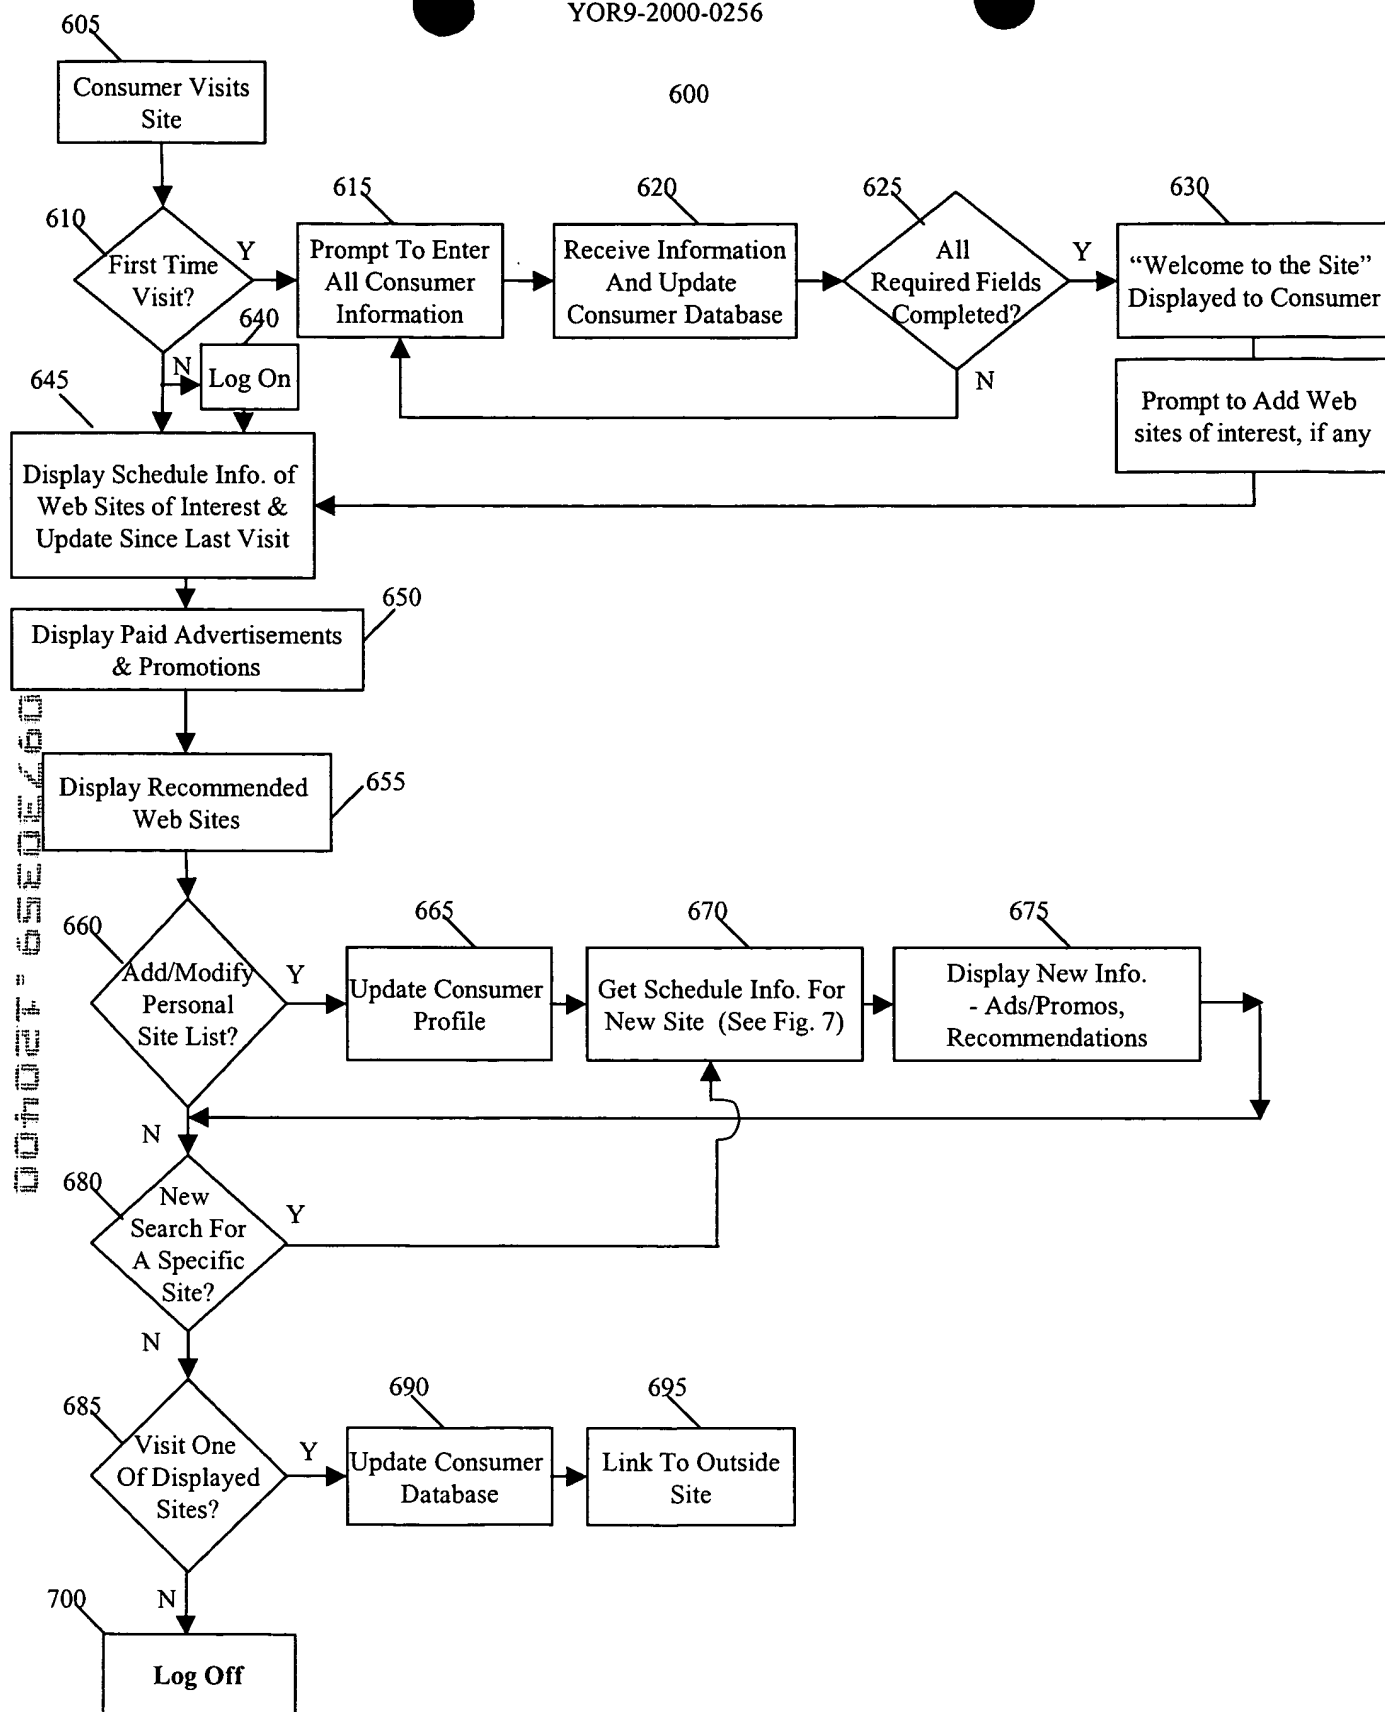 YOR9-2000-0256
600
605
Consumer Visits
Site
610
First Time
Visit?
Y
N
615
Prompt To Enter
All Consumer
Information
620
Receive Information
And Update
Consumer Database
625
All
Required Fields
Completed?
Y
N
630
“Welcome to the Site”
Displayed to Consumer
Prompt to Add Web
sites of interest, if any
640
Log On
645
Display Schedule Info. of
Web Sites of Interest &
Update Since Last Visit
650
Display Paid Advertisements
& Promotions
655
Display Recommended
Web Sites
660
Add/Modify
Personal
Site List?
Y
N
665
Update Consumer
Profile
670
Get Schedule Info. For
New Site (See Fig. 7)
675
Display New Info.
- Ads/Promos,
Recommendations
680
New
Search For
A Specific
Site?
Y
N
685
Visit One
Of Displayed
Sites?
Y
N
690
Update Consumer
Database
695
Link To Outside
Site
700
Log Off